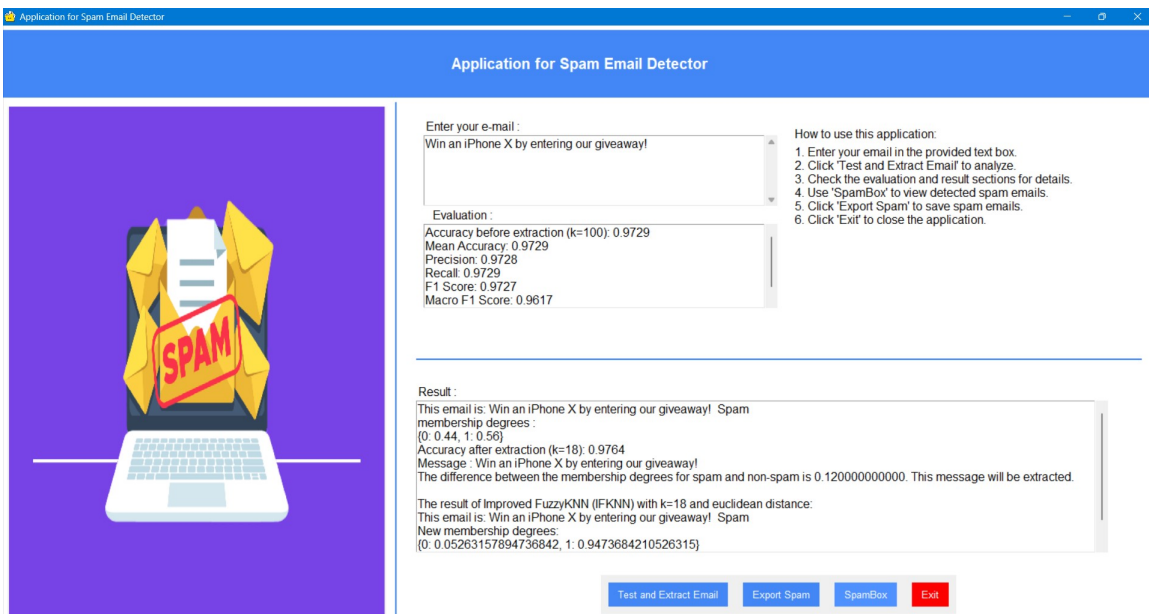 Application for Spam Email Detector
Application for Spam Email Detector
SPAM
Enter your e-mail :
Win an iPhone X by entering our giveaway!
Evaluation :
Accuracy before extraction (k=100): 0.9729
Mean Accuracy: 0.9729
Precision: 0.9728
Recall: 0.9729
F1 Score: 0.9727
Macro F1 Score: 0.9617
How to use this application:
1. Enter your email in the provided text box.
2. Click 'Test and Extract Email' to analyze.
3. Check the evaluation and result sections for details.
4. Use 'SpamBox' to view detected spam emails.
5. Click 'Export Spam' to save spam emails.
6. Click 'Exit' to close the application.
Result :
This email is: Win an iPhone X by entering our giveaway!  Spam
membership degrees :
{0: 0.44, 1: 0.56}
Accuracy after extraction (k=18): 0.9764
Message : Win an iPhone X by entering our giveaway!
The difference between the membership degrees for spam and non-spam is 0.120000000000. This message will be extracted.
The result of Improved FuzzyKNN (IFKNN) with k=18 and euclidean distance:
This email is: Win an iPhone X by entering our giveaway!  Spam
New membership degrees:
{0: 0.05263157894736842, 1: 0.9473684210526315}
Test and Extract Email
Export Spam
SpamBox
Exit